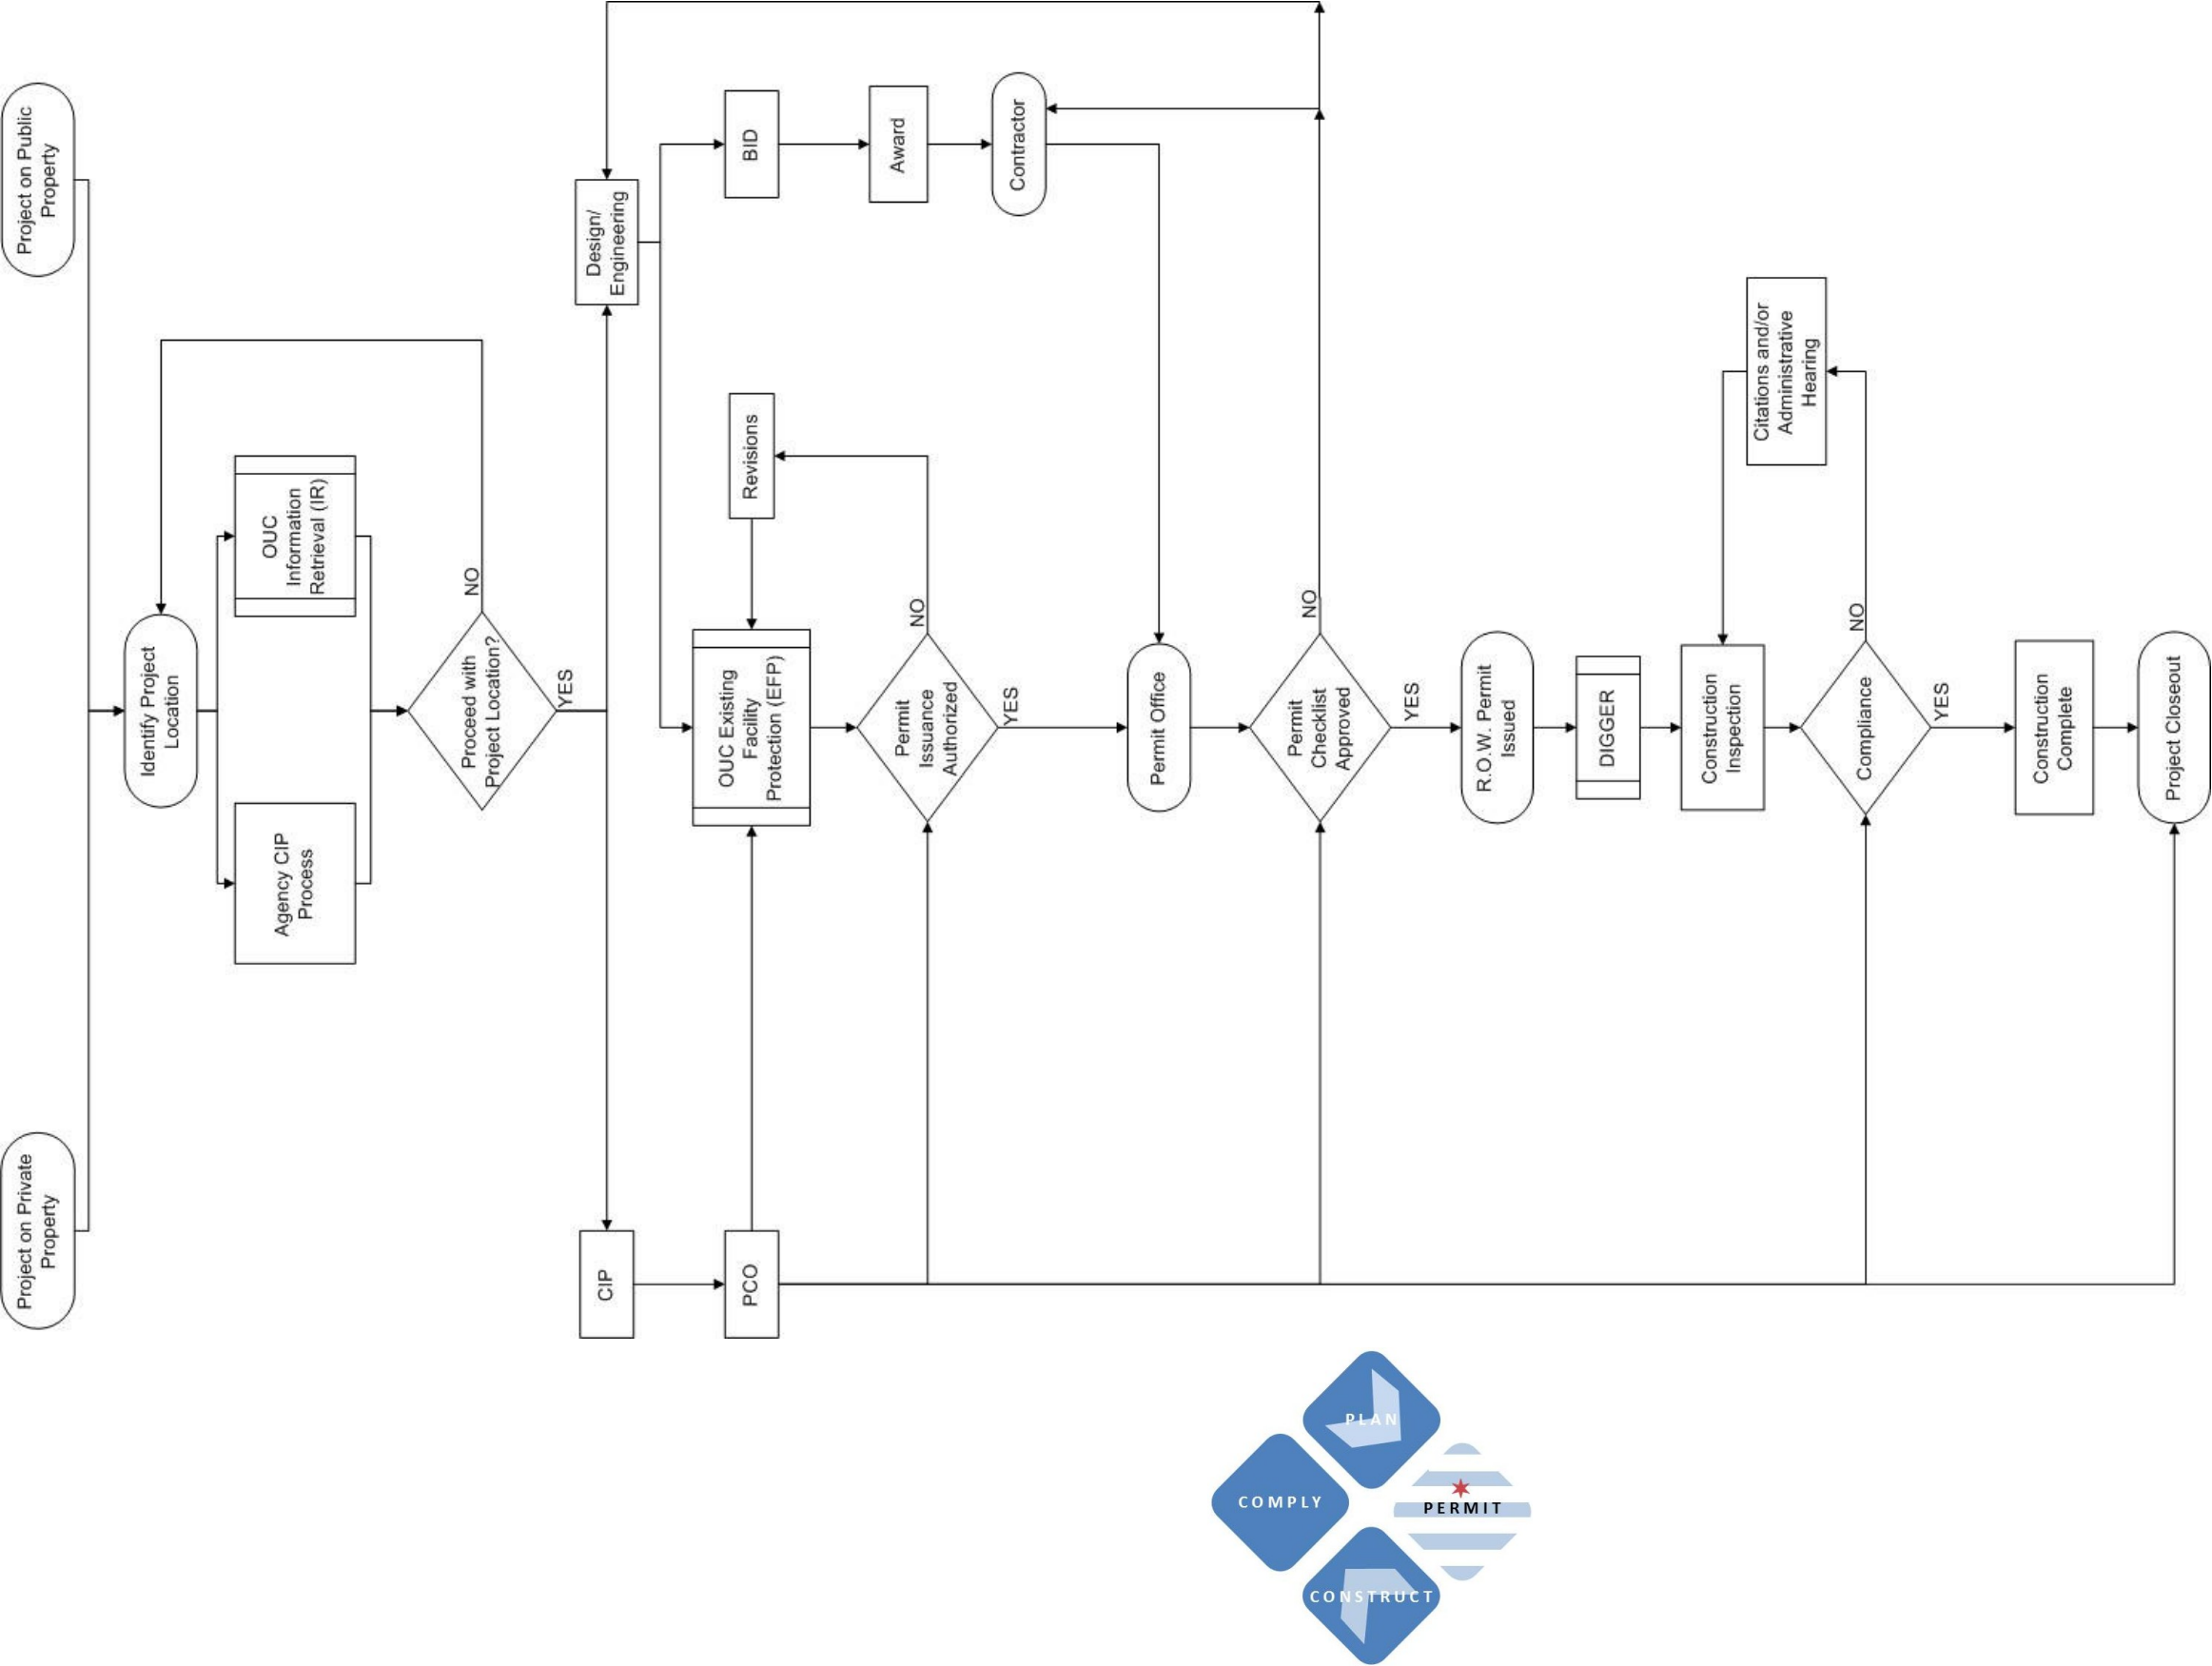 Project on Public
Property
Project on Private
Property
Identify Project
Location
OUC
Information
Retrieval (IR)
Agency CIP
Process
Proceed with
Project Location?
NO
YES
Design/
Engineering
CIP
BID
Award
Contractor
Revisions
OUC Existing
Facility
Protection (EFP)
PCO
Permit
Issuance
Authorized
NO
YES
Permit Office
Permit
Checklist
Approved
NO
YES
R.O.W. Permit
Issued
DIGGER
Construction
Inspection
Citations and/or
Administrative
Hearing
Compliance
NO
YES
Construction
Complete
Project Closeout
PLAN
COMPLY
PERMIT
CONSTRUCT